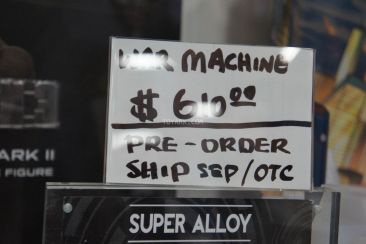 WAR MACHINE
$ 610.00
PRE-ORDER
SHIP SEP/OTC
ARK II
E FIGURE
SUPER ALLOY